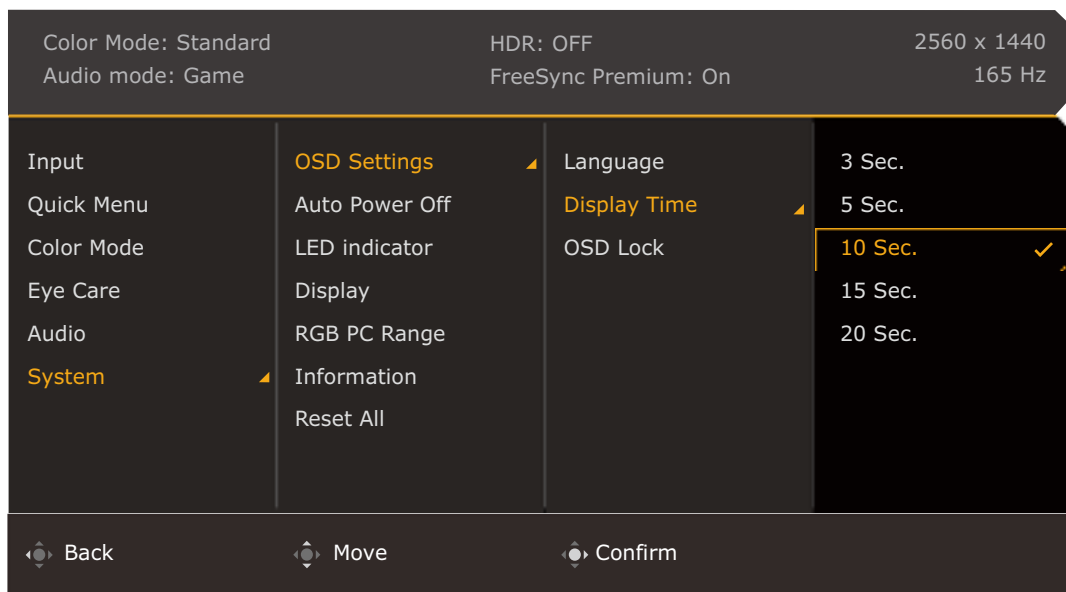 Color Mode: Standard
Audio mode: Game
HDR: OFF
FreeSync Premium: On
2560 x 1440
165 Hz
Input
Quick Menu
Color Mode
Eye Care
Audio
System
OSD Settings
Auto Power Off
LED indicator
Display
RGB PC Range
Information
Reset All
Language
Display Time
OSD Lock
3 Sec.
5 Sec.
10 Sec.
15 Sec.
20 Sec.
Back
Move
Confirm